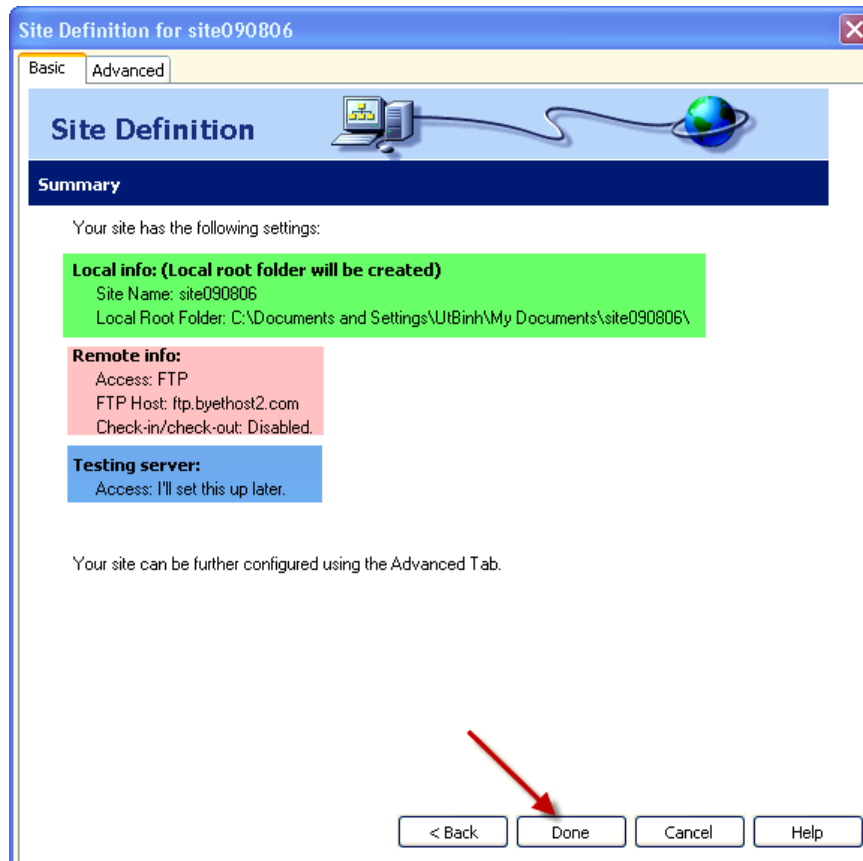 Site Definition for site090806
Basic
Advanced
Site Definition
Summary
Your site has the following settings:
Local info: (Local root folder will be created)
Site Name: site090806
Local Root Folder: C:\Documents and Settings\UtBinh\My Documents\site090806\
Remote info:
Access: FTP
FTP Host: ftp.byethost2.com
Check-in/check-out: Disabled.
Testing server:
Access: I'll set this up later.
Your site can be further configured using the Advanced Tab.
< Back
Done
Cancel
Help